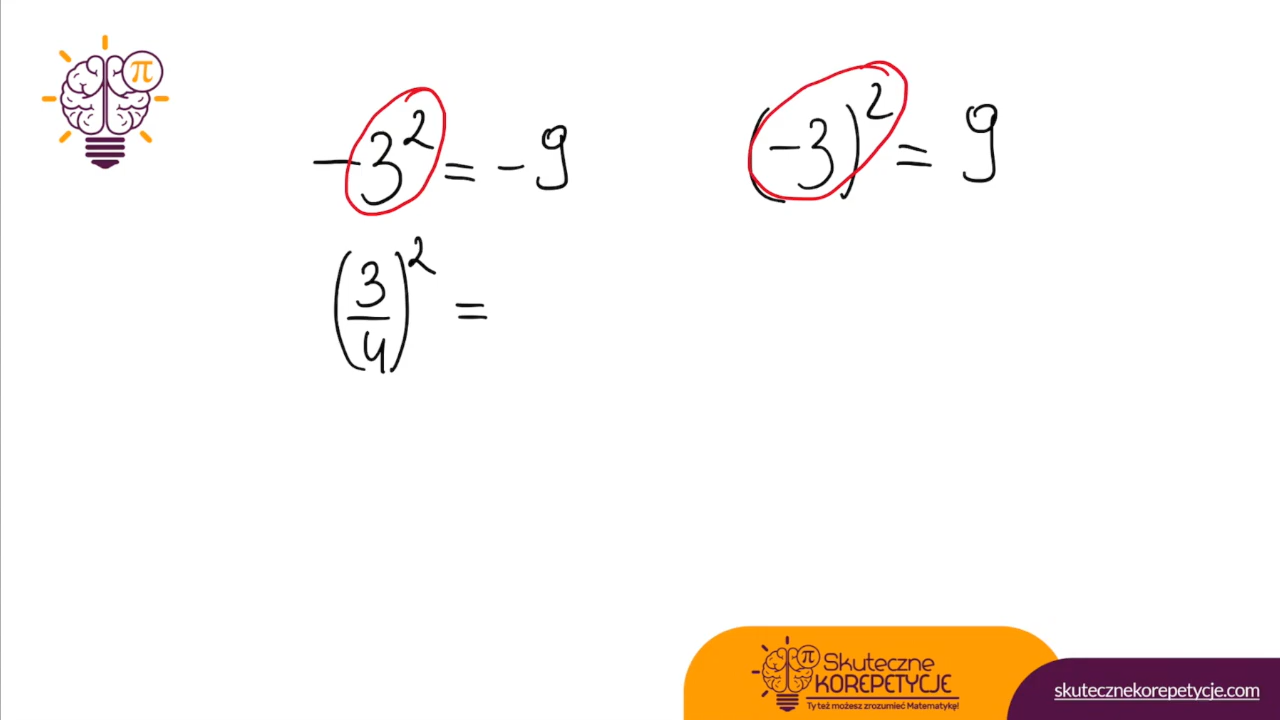 π
-3² = -9
(-3)² = 9
(3/4)² =
π
Skuteczne
KOREPETYCJE
Ty też możesz zrozumieć Matematykę!
skutecznekorepetycje.com